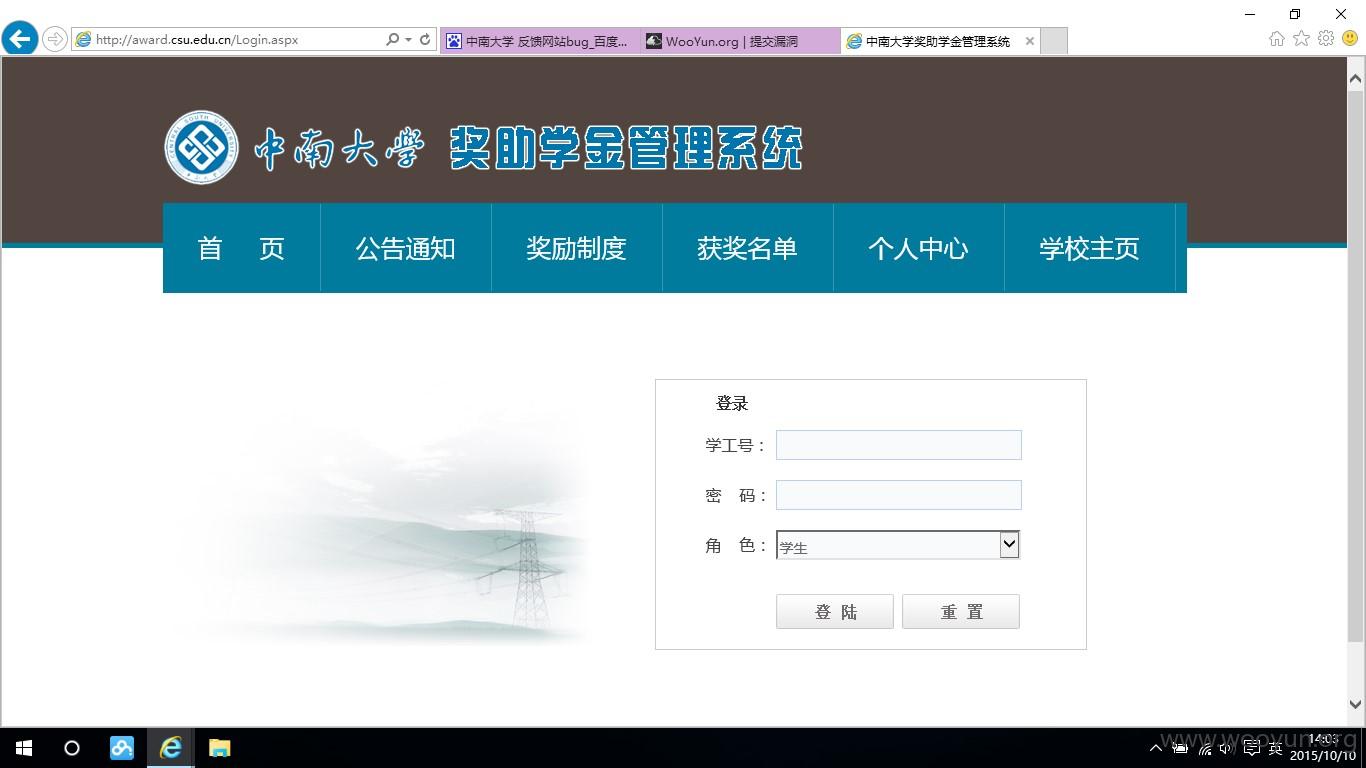 http://award.csu.edu.cn/Login.aspx
中南大学 反馈网站bug_百度...
WooYun.org | 提交漏洞
中南大学奖助学金管理系统
中南大学 奖助学金管理系统
首 页 公告通知 奖励制度 获奖名单 个人中心 学校主页
登录
学工号：
密 码：
角 色： 学生
登 陆 重 置
www.wooyun.org
英
14:03
2015/10/10